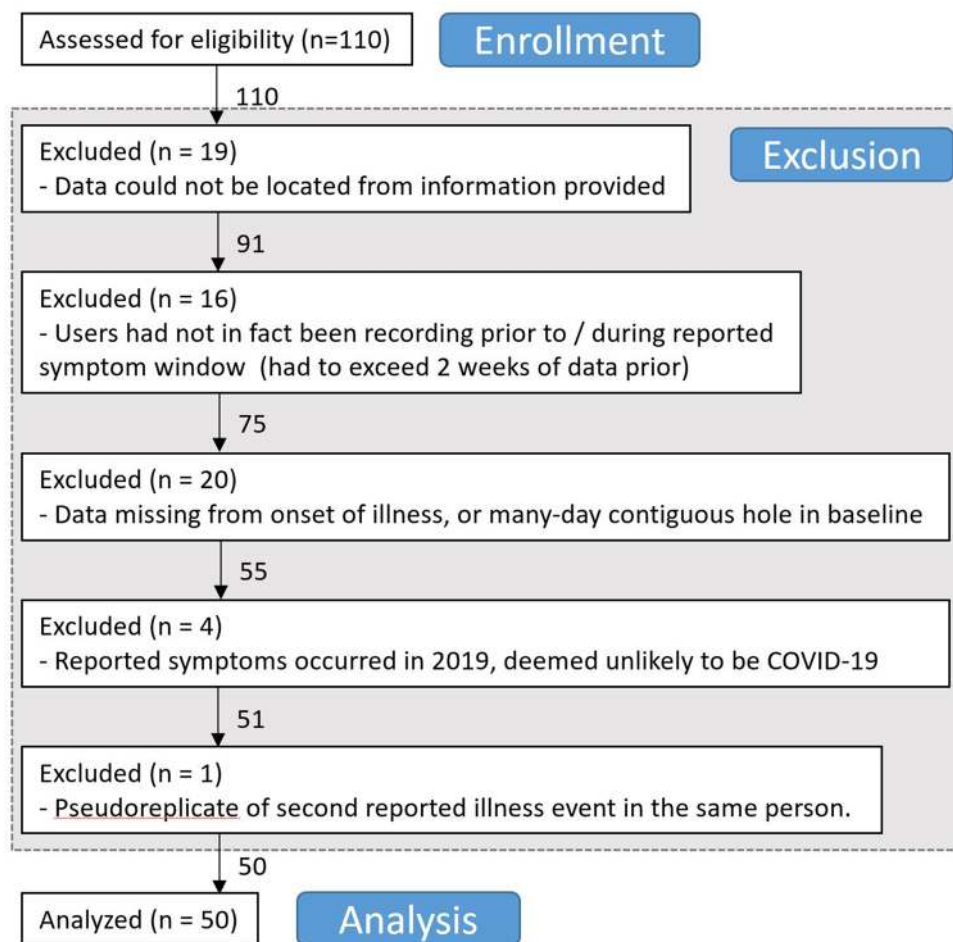 Assessed for eligibility (n=110)
Enrollment
110
Excluded (n = 19)
- Data could not be located from information provided
Exclusion
91
Excluded (n = 16)
- Users had not in fact been recording prior to / during reported
symptom window (had to exceed 2 weeks of data prior)
75
Excluded (n = 20)
- Data missing from onset of illness, or many-day contiguous hole in baseline
55
Excluded (n = 4)
- Reported symptoms occurred in 2019, deemed unlikely to be COVID-19
51
Excluded (n = 1)
- Pseudoreplicate of second reported illness event in the same person.
50
Analyzed (n = 50)
Analysis